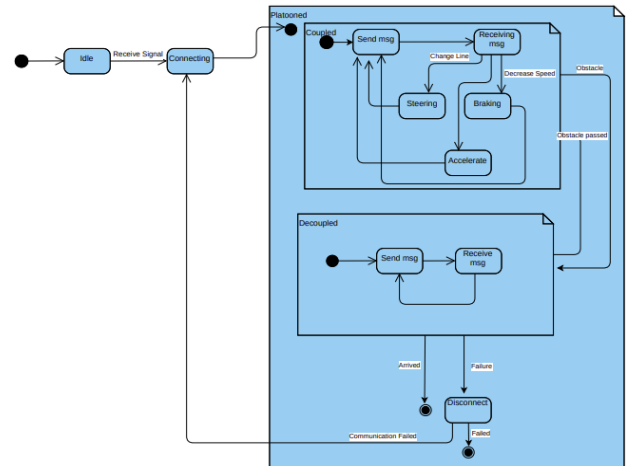 Platooned
Coupled
Send msg
Receiving
msg
Idle
Receive Signal
Connecting
Change Line
Decrease Speed
Obstacle
Steering
Braking
Obstacle passed
Accelerate
Decoupled
Send msg
Receive
msg
Arrived
Failure
Disconnect
Communication Failed
Failed